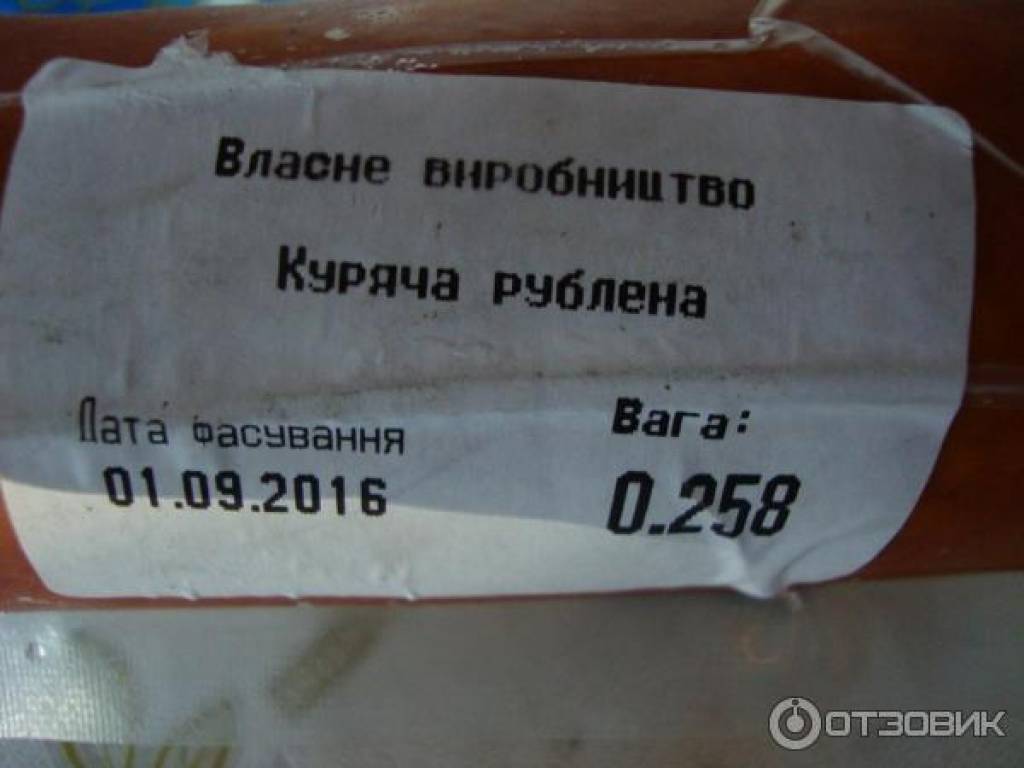 Власне виробництво
Куряча рублена
Дата фасування
01.09.2016
Вага:
0.258
ОТЗОВИК